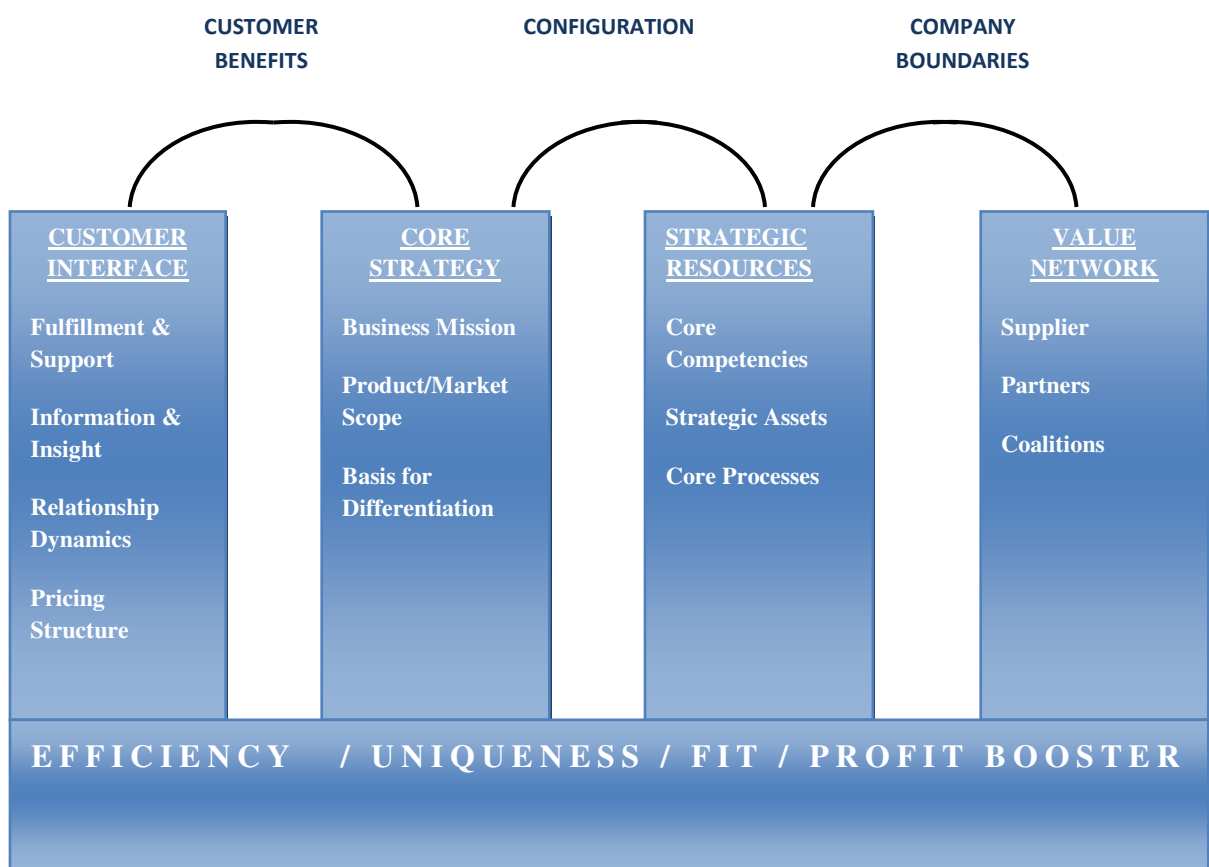 CUSTOMER
BENEFITS
CONFIGURATION
COMPANY
BOUNDARIES
CUSTOMER
INTERFACE
Fulfillment &
Support
Information &
Insight
Relationship
Dynamics
Pricing
Structure
CORE
STRATEGY
Business Mission
Product/Market
Scope
Basis for
Differentiation
STRATEGIC
RESOURCES
Core
Competencies
Strategic Assets
Core Processes
VALUE
NETWORK
Supplier
Partners
Coalitions
EFFICIENCY / UNIQUENESS / FIT / PROFIT BOOSTER